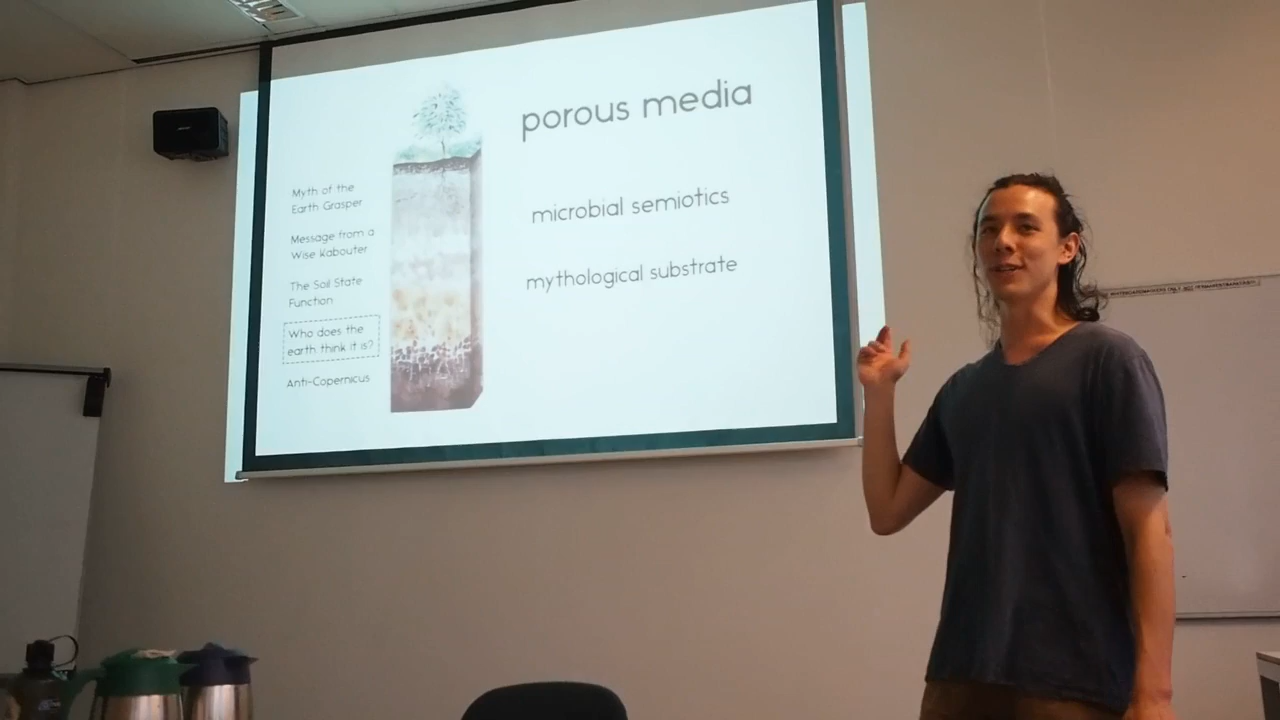 porous media
microbial semiotics
mythological substrate
Myth of the
Earth Grasper
Message from a
Wise Kabouter
The Soil State
Function
Who does the
earth think it is?
Anti-Copernicus